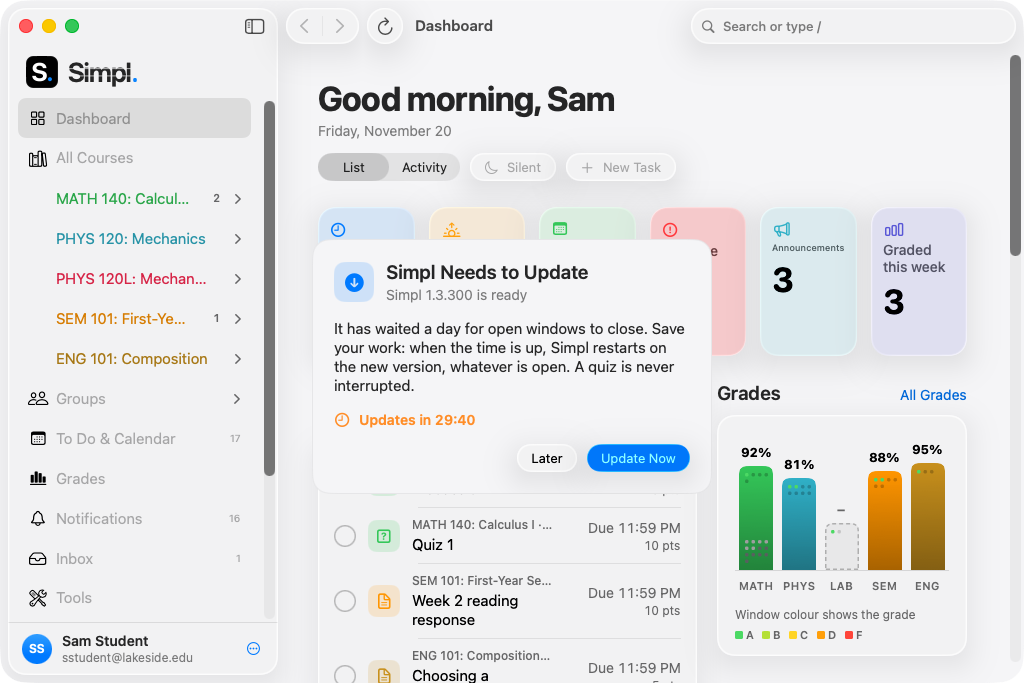 Dashboard
Search or type /
S.
Simpl.
Dashboard
All Courses
MATH 140: Calcul... 2
PHYS 120: Mechanics
PHYS 120L: Mechan...
SEM 101: First-Ye... 1
ENG 101: Composition
Groups
To Do & Calendar 17
Grades
Notifications 16
Inbox 1
Tools
SS
Sam Student
sstudent@lakeside.edu
Good morning, Sam
Friday, November 20
List Activity Silent + New Task
Announcements
3
Graded
this week
3
Simpl Needs to Update
Simpl 1.3.300 is ready
It has waited a day for open windows to close. Save
your work: when the time is up, Simpl restarts on
the new version, whatever is open. A quiz is never
interrupted.
Updates in 29:40
Later Update Now
MATH 140: Calculus I ·...
Quiz 1
Due 11:59 PM
10 pts
SEM 101: First-Year Se...
Week 2 reading
response
Due 11:59 PM
10 pts
ENG 101: Composition...
Choosing a
Due 11:59 PM
Grades
All Grades
92% 81% – 88% 95%
MATH PHYS LAB SEM ENG
Window colour shows the grade
A B C D F